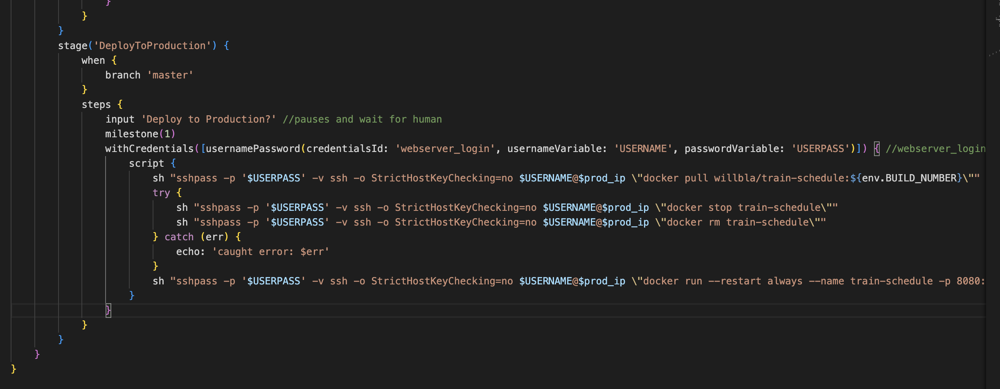 }
}
}
stage('DeployToProduction') {
when {
branch 'master'
}
steps {
input 'Deploy to Production?' //pauses and wait for human
milestone(1)
withCredentials([usernamePassword(credentialsId: 'webserver_login', usernameVariable: 'USERNAME', passwordVariable: 'USERPASS')]) { //webserver_login
script {
sh "sshpass -p '$USERPASS' -v ssh -o StrictHostKeyChecking=no $USERNAME@$prod_ip \"docker pull willbla/train-schedule:${env.BUILD_NUMBER}\""
try {
sh "sshpass -p '$USERPASS' -v ssh -o StrictHostKeyChecking=no $USERNAME@$prod_ip \"docker stop train-schedule\""
sh "sshpass -p '$USERPASS' -v ssh -o StrictHostKeyChecking=no $USERNAME@$prod_ip \"docker rm train-schedule\""
} catch (err) {
echo: 'caught error: $err'
}
sh "sshpass -p '$USERPASS' -v ssh -o StrictHostKeyChecking=no $USERNAME@$prod_ip \"docker run --restart always --name train-schedule -p 8080:
}
}
}
}
}
}